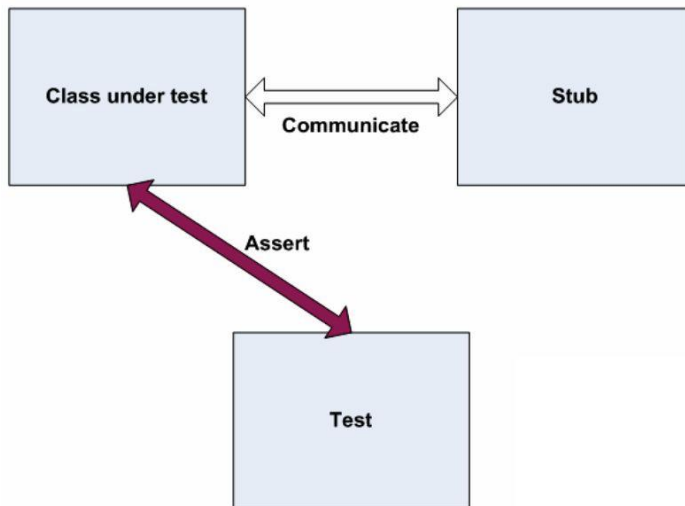 Class under test
Stub
Communicate
Assert
Test